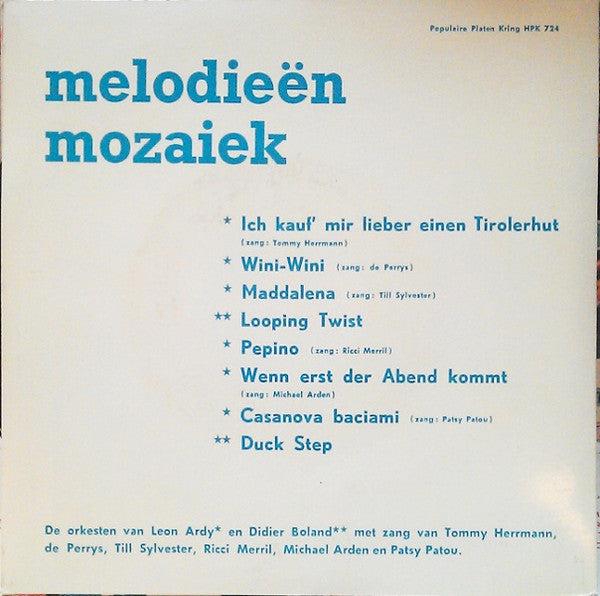 Populaire Platen Kring HPK 724
melodieën
mozaiek
* Ich kauf' mir lieber einen Tirolerhut
(zang: Tommy Herrmann)
* Wini-Wini (zang: de Perrys)
* Maddalena (zang: Till Sylvester)
** Looping Twist
* Pepino (zang: Ricci Merril)
* Wenn erst der Abend kommt
(zang: Michael Arden)
* Casanova baciami (zang: Patsy Patou)
** Duck Step
De orkesten van Leon Ardy* en Didier Boland** met zang van Tommy Herrmann,
de Perrys, Till Sylvester, Ricci Merril, Michael Arden en Patsy Patou.